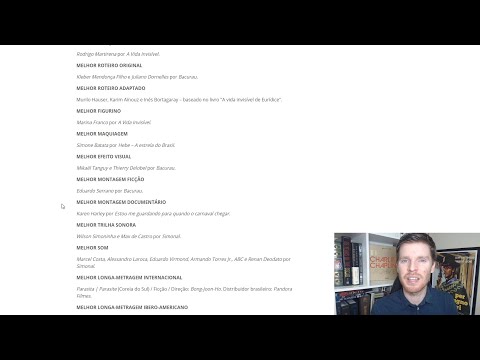 Rodrigo Martirena por A Vida Invisível.
MELHOR ROTEIRO ORIGINAL
Kleber Mendonça Filho e Juliano Dornelles por Bacurau.
MELHOR ROTEIRO ADAPTADO
Murilo Hauser, Karim Aïnouz e Inés Bortagaray – baseado no livro "A vida Invisível de Eurídice".
MELHOR FIGURINO
Marina Franco por A Vida Invisível
MELHOR MAQUIAGEM
Simone Batata por Hebe – A estrela do Brasil.
MELHOR EFEITO VISUAL
Mikaël Tanguy e Thierry Delobel por Bacurau.
MELHOR MONTAGEM FICÇÃO
Eduardo Serrano por Bacurau.
MELHOR MONTAGEM DOCUMENTÁRIO
Karen Harley por Estou me guardando para quando o carnaval chegar.
MELHOR TRILHA SONORA
Wilson Simoninha e Max de Castro por Simonal.
MELHOR SOM
Marcel Costa, Alessandro Laroca, Eduardo Virmond, Armando Torres Jr., ABC e Renan Deodato por
Simonal
MELHOR LONGA-METRAGEM INTERNACIONAL
Parasita / Parasite(Coreia do Sul) / Ficção / Direção: Bong-Joon-Ho. Distribuidor brasileiro: Pandora
Filmes.
MELHOR LONGA-METRAGEM IBERO-AMERICANO
CHARLIE
CHAPLIN